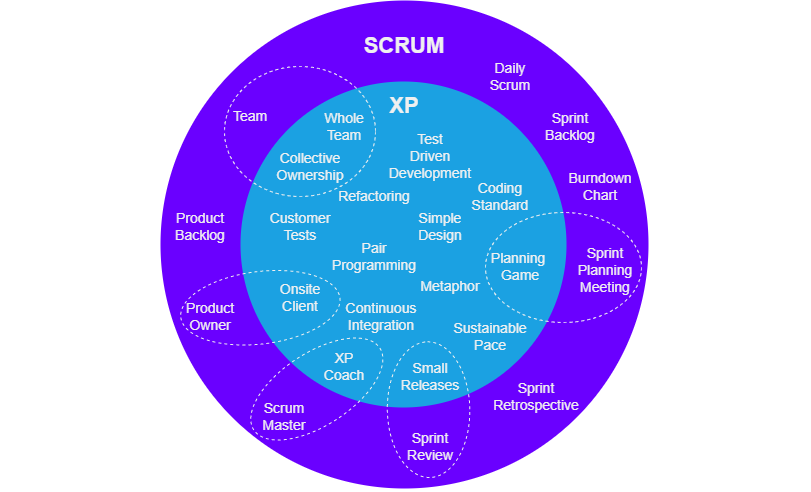 SCRUM
Daily
Scrum
XP
Team
Whole
Team
Sprint
Backlog
Test
Driven
Development
Collective
Ownership
Burndown
Chart
Refactoring
Coding
Standard
Product
Backlog
Customer
Tests
Simple
Design
Pair
Programming
Planning
Game
Sprint
Planning
Meeting
Metaphor
Onsite
Client
Product
Owner
Continuous
Integration
Sustainable
Pace
XP
Coach
Small
Releases
Sprint
Retrospective
Scrum
Master
Sprint
Review